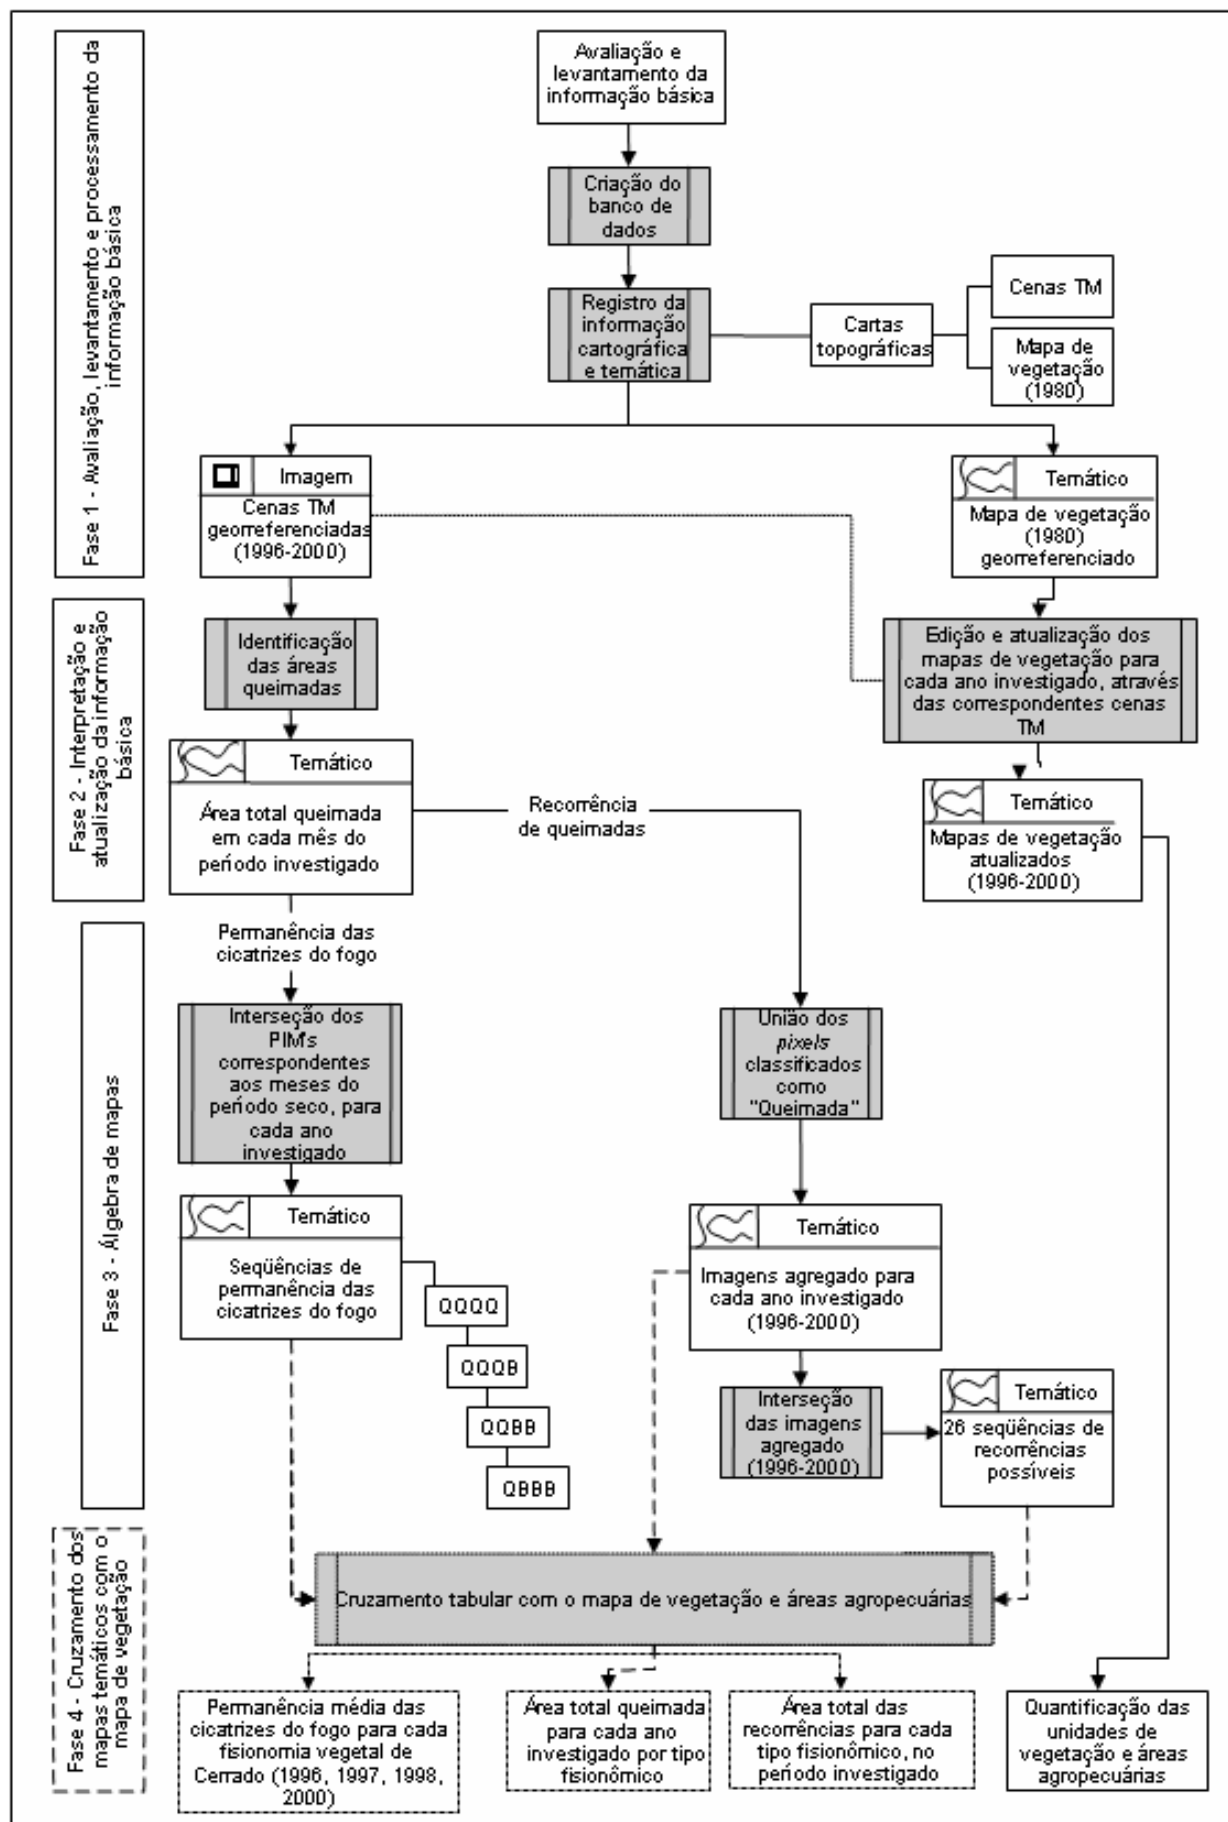 Fase 1 - Avaliação, levantamento e processamento da
informação básica
Avaliação e
levantamento da
informação básica
Criação do
banco de
dados
Registro da
informação
cartográfica
e temática
Cartas
topográficas
Cenas TM
Mapa de
vegetação
(1980)
Imagem
Cenas TM
georreferenciadas
(1996-2000)
Temático
Mapa de vegetação
(1980)
georreferenciado
Fase 2 - Interpretação e
atualização da informação
básica
Identificação
das áreas
queimadas
Edição e atualização dos
mapas de vegetação para
cada ano investigado, através
das correspondentes cenas
TM
Temático
Área total queimada
em cada mês do
período investigado
Recorrência
de queimadas
Temático
Mapas de vegetação
atualizados
(1996-2000)
Fase 3 - Álgebra de mapas
Permanência das
cicatrizes do fogo
Interseção dos
PIM's
correspondentes
aos meses do
período seco, para
cada ano
investigado
União dos
pixels
classificados
como
"Queimada"
Temático
Seqüências de
permanência das
cicatrizes do fogo
QQQQ
QQQB
QQBB
QBBB
Temático
Imagens agregado para
cada ano investigado
(1996-2000)
Interseção
das imagens
agregado
(1996-2000)
Temático
26 seqüências de
recorrências
possíveis
Fase 4 - Cruzamento dos
mapas temáticos com o
mapa de vegetação
Cruzamento tabular com o mapa de vegetação e áreas agropecuárias
Permanência média das
cicatrizes do fogo para cada
fisionomia vegetal de
Cerrado (1996, 1997, 1998,
2000)
Área total queimada
para cada ano
investigado por tipo
fisionômico
Área total das
recorrências para cada
tipo fisionômico, no
período investigado
Quantificação das
unidades de
vegetação e áreas
agropecuárias